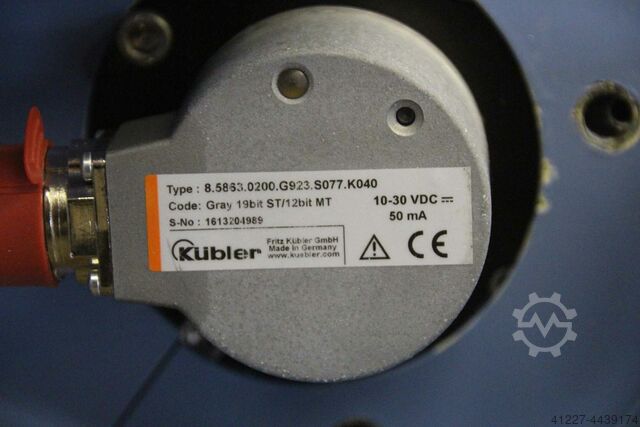 Type : 8.5863.0200.G923.S077.K040
Code: Gray 19bit ST/12bit MT
10-30 VDC
50 mA
S-No : 1613204989
Kübler
Fritz Kübler GmbH
Made in Germany
www.kuebler.com
CE
41227-4439174